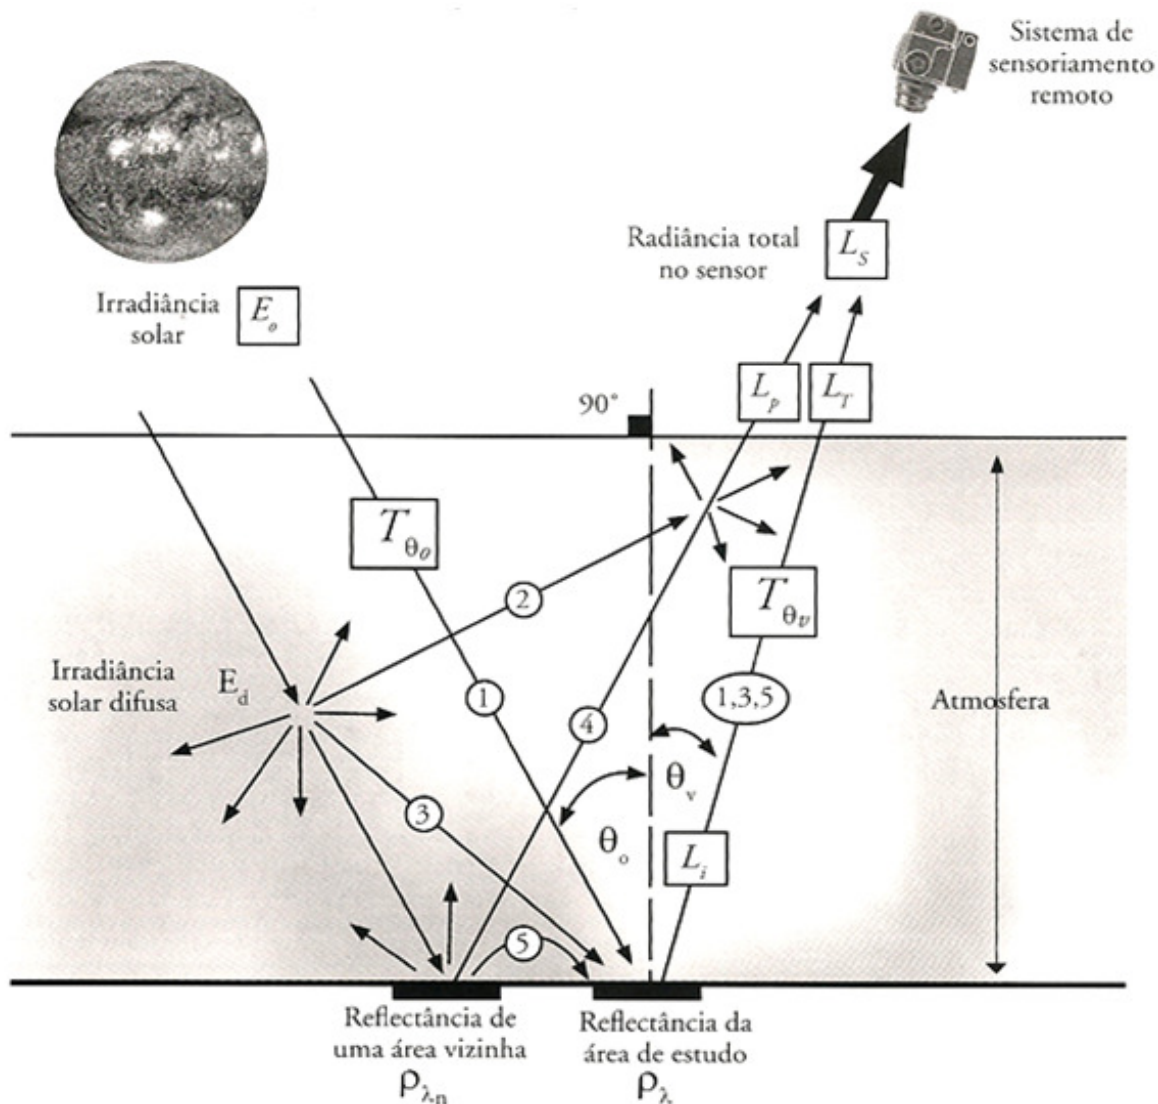 Sistema de
sensoriamento
remoto
Radiância total
no sensor
L_S
Irradiância
solar
E_o
90°
L_p
L_T
T_θo
T_θv
2
Irradiância
solar difusa
E_d
1
4
1,3,5
Atmosfera
θ_v
3
θ_o
L_i
5
Reflectância de
uma área vizinha
ρ_λn
Reflectância da
área de estudo
ρ_λ